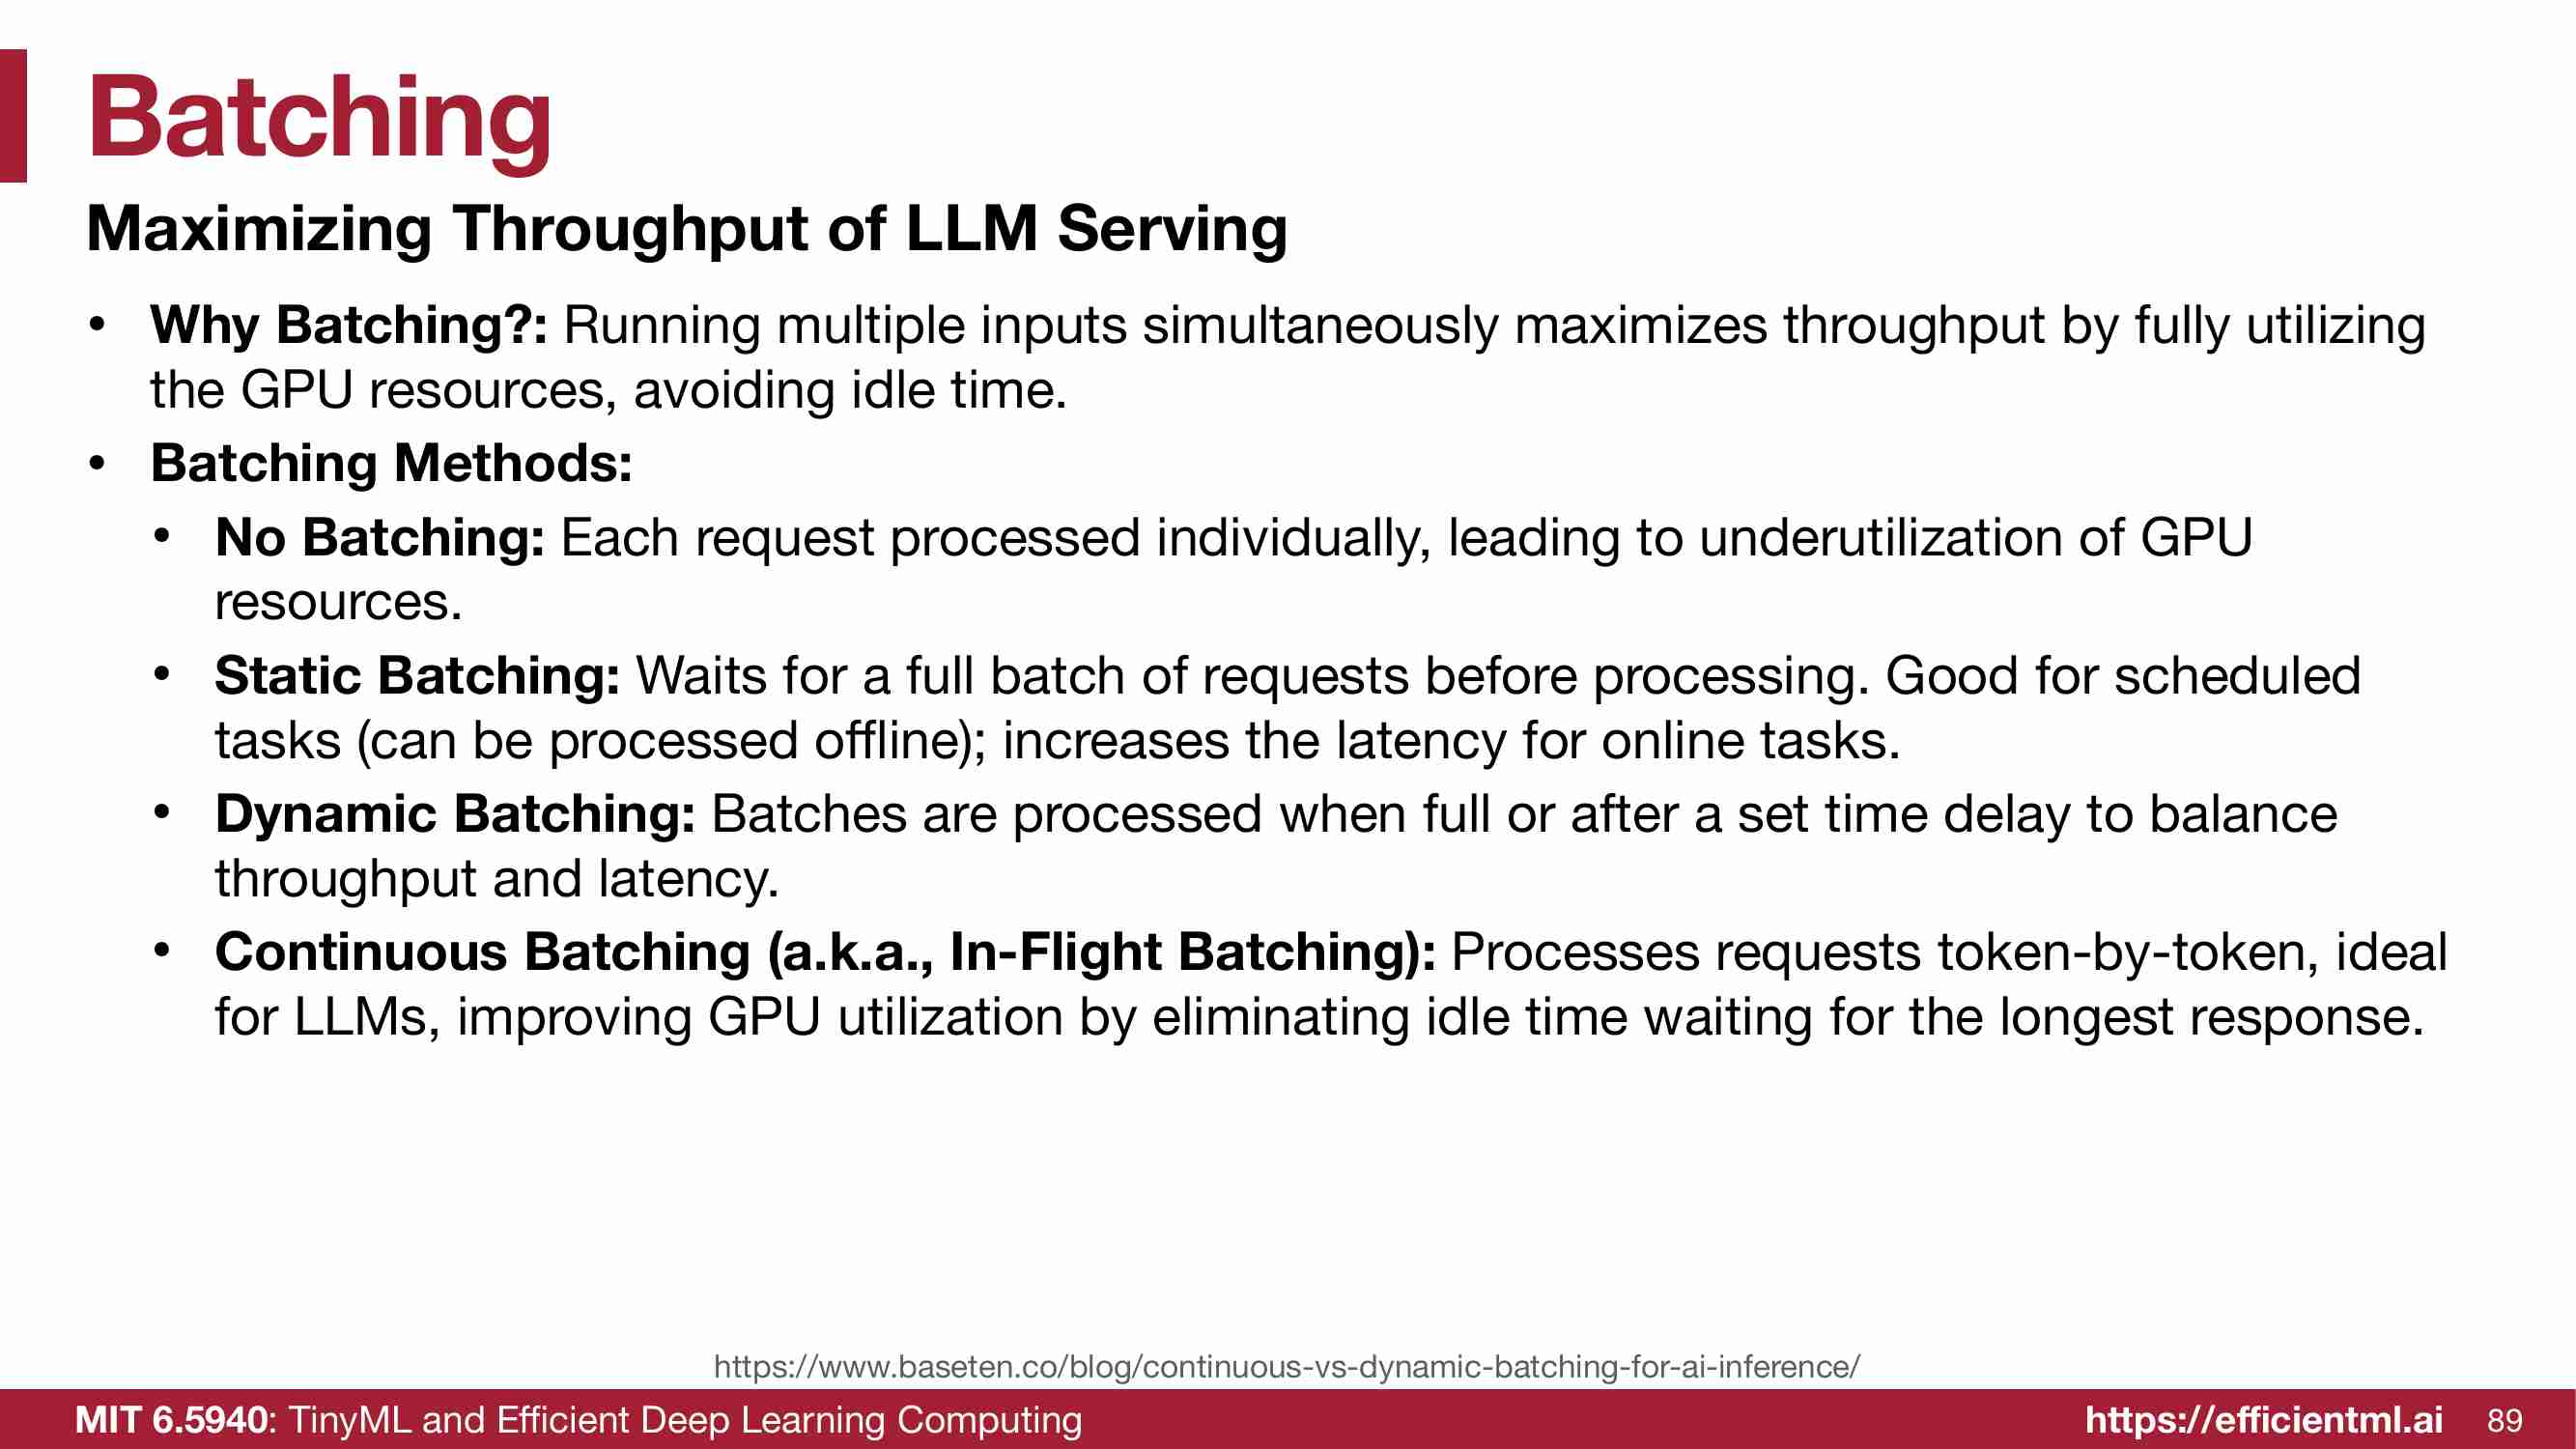 Batching
Maximizing Throughput of LLM Serving
• Why Batching?: Running multiple inputs simultaneously maximizes throughput by fully utilizing
the GPU resources, avoiding idle time.
• Batching Methods:
• No Batching: Each request processed individually, leading to underutilization of GPU
resources.
• Static Batching: Waits for a full batch of requests before processing. Good for scheduled
tasks (can be processed offline); increases the latency for online tasks.
• Dynamic Batching: Batches are processed when full or after a set time delay to balance
throughput and latency.
• Continuous Batching (a.k.a., In-Flight Batching): Processes requests token-by-token, ideal
for LLMs, improving GPU utilization by eliminating idle time waiting for the longest response.
https://www.baseten.co/blog/continuous-vs-dynamic-batching-for-ai-inference/
MIT 6.5940: TinyML and Efficient Deep Learning Computing
https://efficientml.ai 89